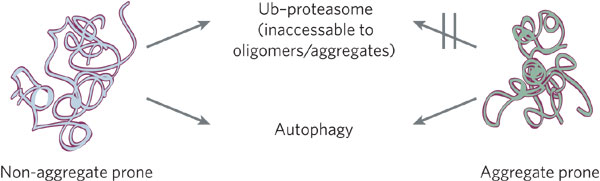 Ub–proteasome
(inaccessable to
oligomers/aggregates)
Autophagy
Non-aggregate prone
Aggregate prone